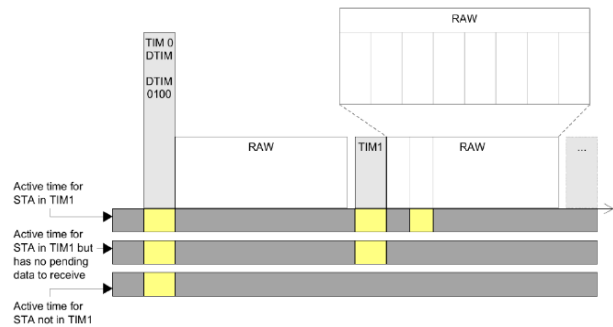 RAW
TIM 0
DTIM
DTIM
0100
RAW
TIM1
RAW
...
Active time for
STA in TIM1
Active time for
STA in TIM1 but
has no pending
data to receive
Active time for
STA not in TIM1